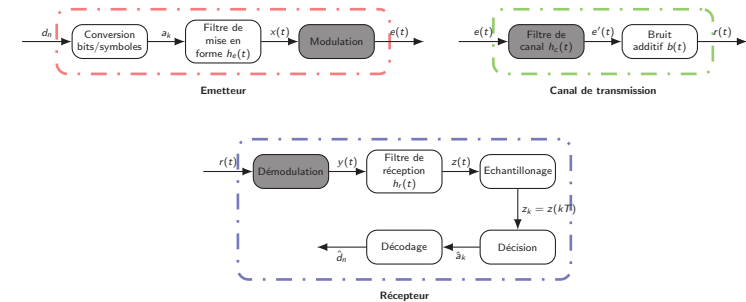 d_n
Conversion
bits/symboles
a_k
Filtre de
mise en
forme h_e(t)
x(t)
Modulation
e(t)
Emetteur
e(t)
Filtre de
canal h_c(t)
e'(t)
Bruit
additif b(t)
r(t)
Canal de transmission
r(t)
Démodulation
y(t)
Filtre de
réception
h_r(t)
z(t)
Echantillonage
z_k = z(kT)
Décision
â_k
Décodage
d̂_n
Récepteur